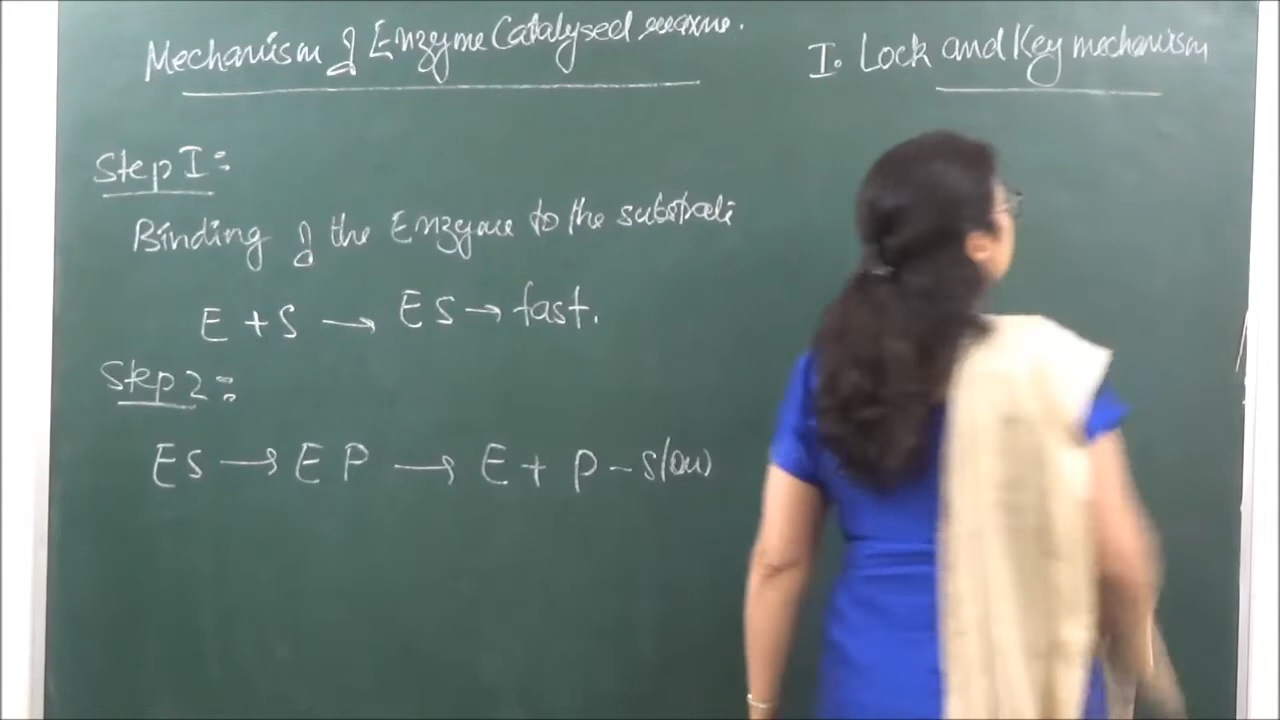 Mechanism of Enzyme Catalysed
I. Lock and Key mechanism
Step I:
Binding of the Enzyme to the substrate
E + S → ES → fast.
Step 2:
ES → EP → E + P – slow